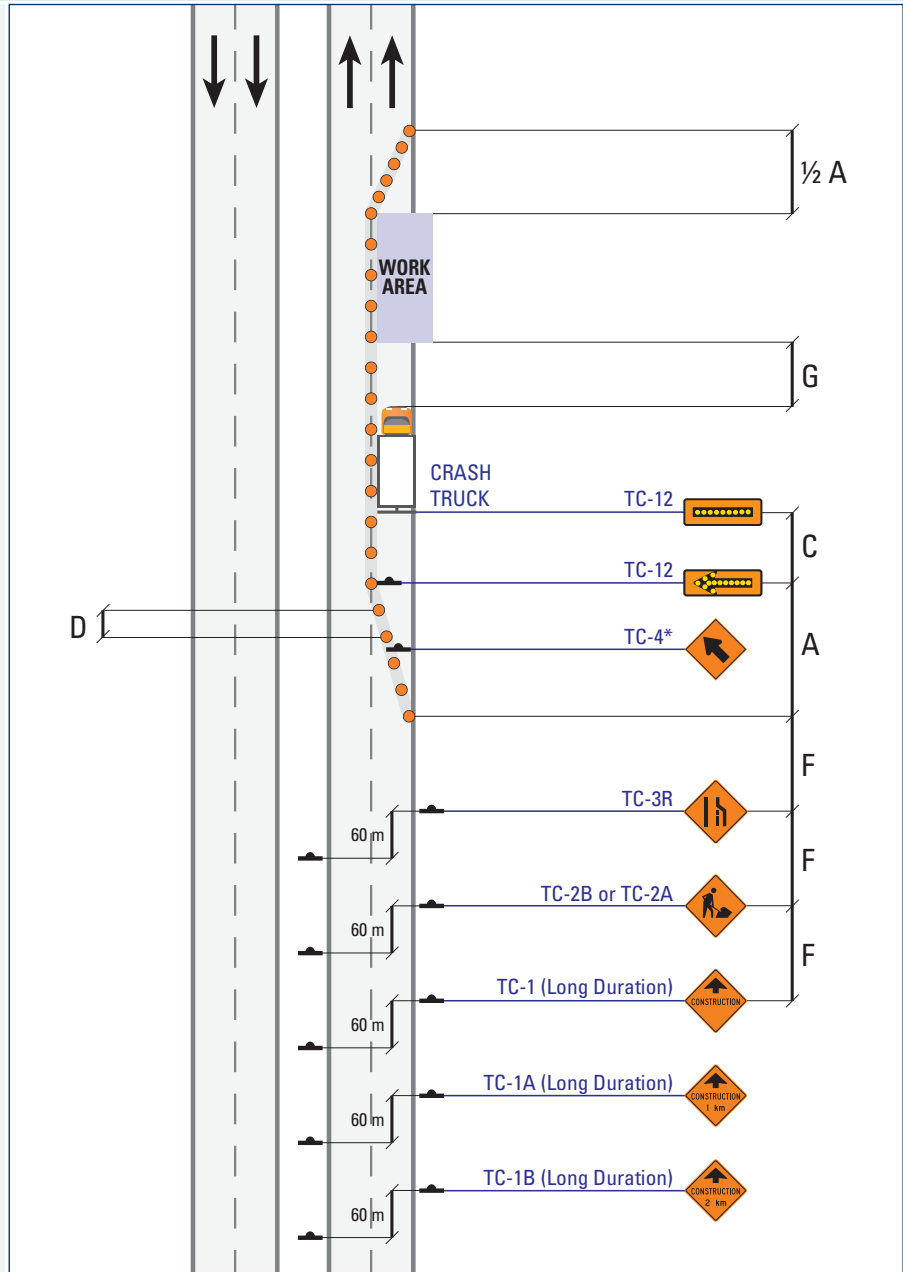 ½ A
WORK
AREA
G
CRASH
TRUCK
TC-12
C
TC-12
D
TC-4*
A
F
TC-3R
60 m
F
TC-2B or TC-2A
60 m
F
TC-1 (Long Duration)
CONSTRUCTION
60 m
TC-1A (Long Duration)
CONSTRUCTION
1 km
60 m
TC-1B (Long Duration)
CONSTRUCTION
2 km
60 m